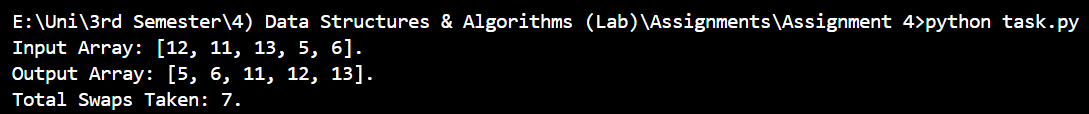 E:\Uni\3rd Semester\4) Data Structures & Algorithms (Lab)\Assignments\Assignment 4>python task.py
Input Array: [12, 11, 13, 5, 6].
Output Array: [5, 6, 11, 12, 13].
Total Swaps Taken: 7.